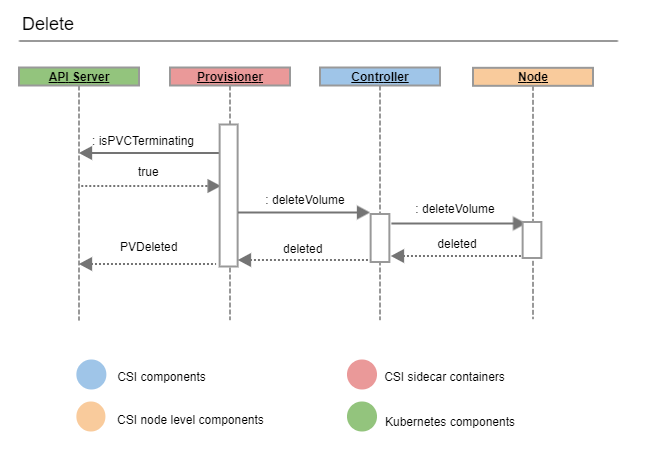 Delete
API Server
Provisioner
Controller
Node
: isPVCTerminating
true
: deleteVolume
: deleteVolume
PVDeleted
deleted
deleted
CSI components
CSI sidecar containers
CSI node level components
Kubernetes components